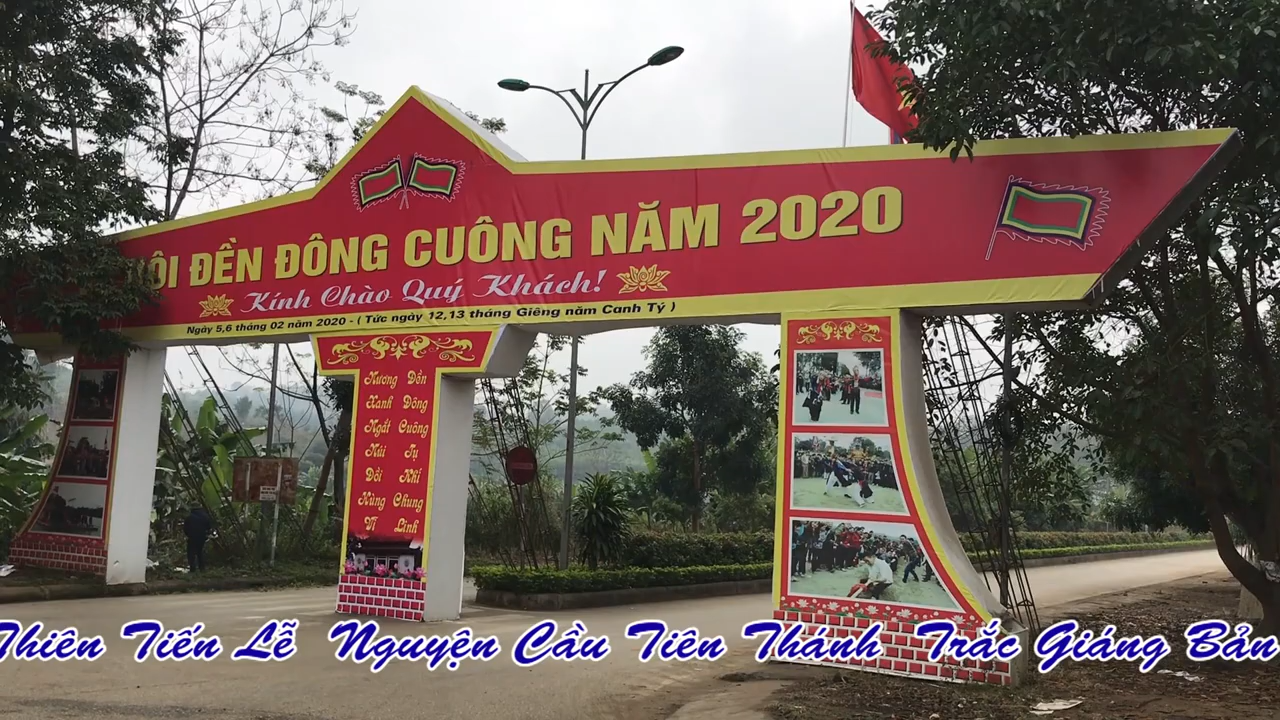 ĐỀN ĐÔNG CUÔNG NĂM 2020
Kính Chào Quý Khách!
Ngày 5,6 tháng 02 năm 2020 - ( Tức ngày 12,13 tháng Giêng năm Canh Tý )
Hương Đền
Xanh Đông
Ngát Cuông
Núi Tụ
Đồi Khí
Hùng Chung
Vĩ Linh
Thiên Tiến Lễ Nguyện Cầu Tiên Thánh Trắc Giáng Bản